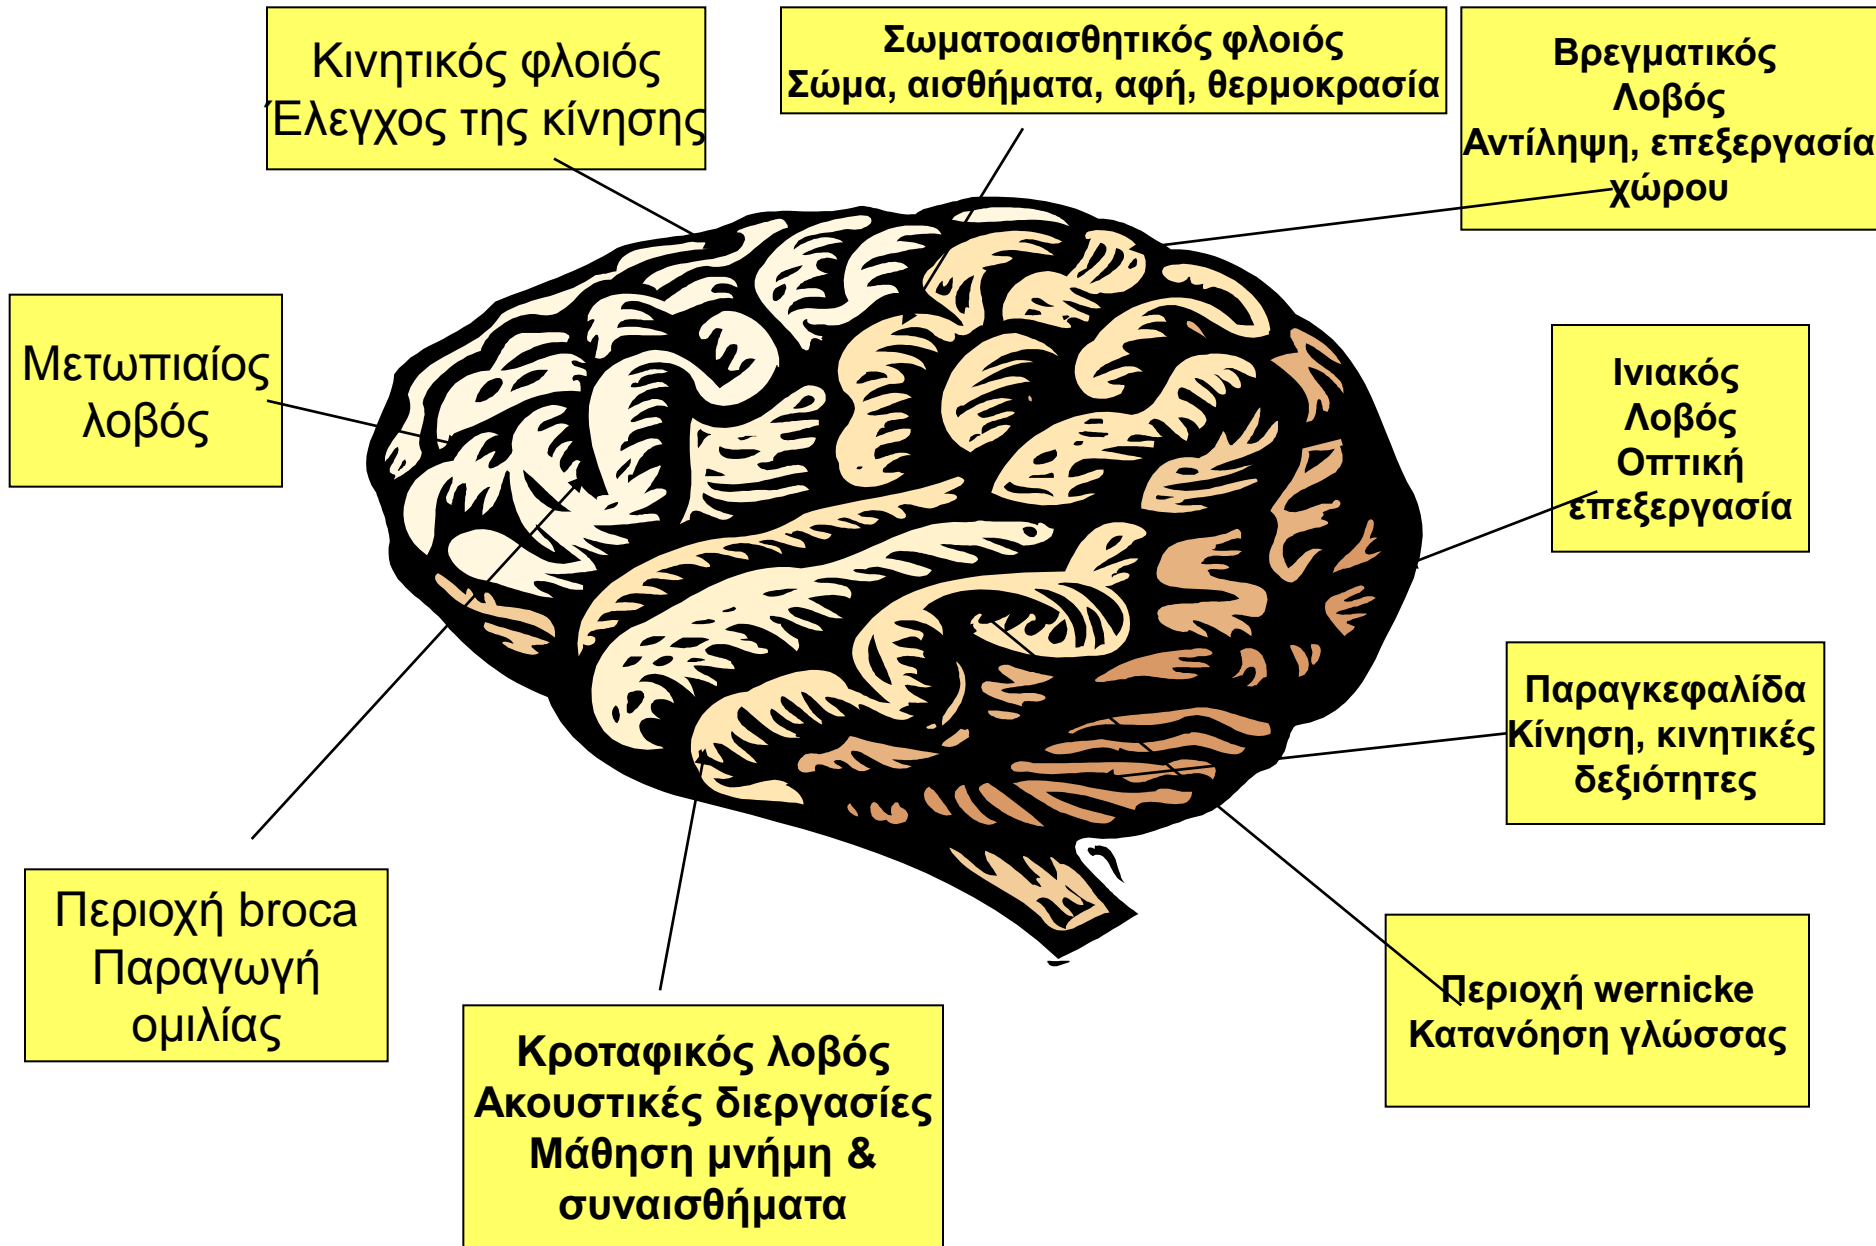 Κινητικός φλοιός
Έλεγχος της κίνησης
Σωματοαισθητικός φλοιός
Σώμα, αισθήματα, αφή, θερμοκρασία
Βρεγματικός
Λοβός
Αντίληψη, επεξεργασία
χώρου
Μετωπιαίος
λοβός
Ινιακός
Λοβός
Οπτική
επεξεργασία
Παραγκεφαλίδα
Κίνηση, κινητικές
δεξιότητες
Περιοχή broca
Παραγωγή
ομιλίας
Κροταφικός λοβός
Ακουστικές διεργασίες
Μάθηση μνήμη &
συναισθήματα
Περιοχή wernicke
Κατανόηση γλώσσας